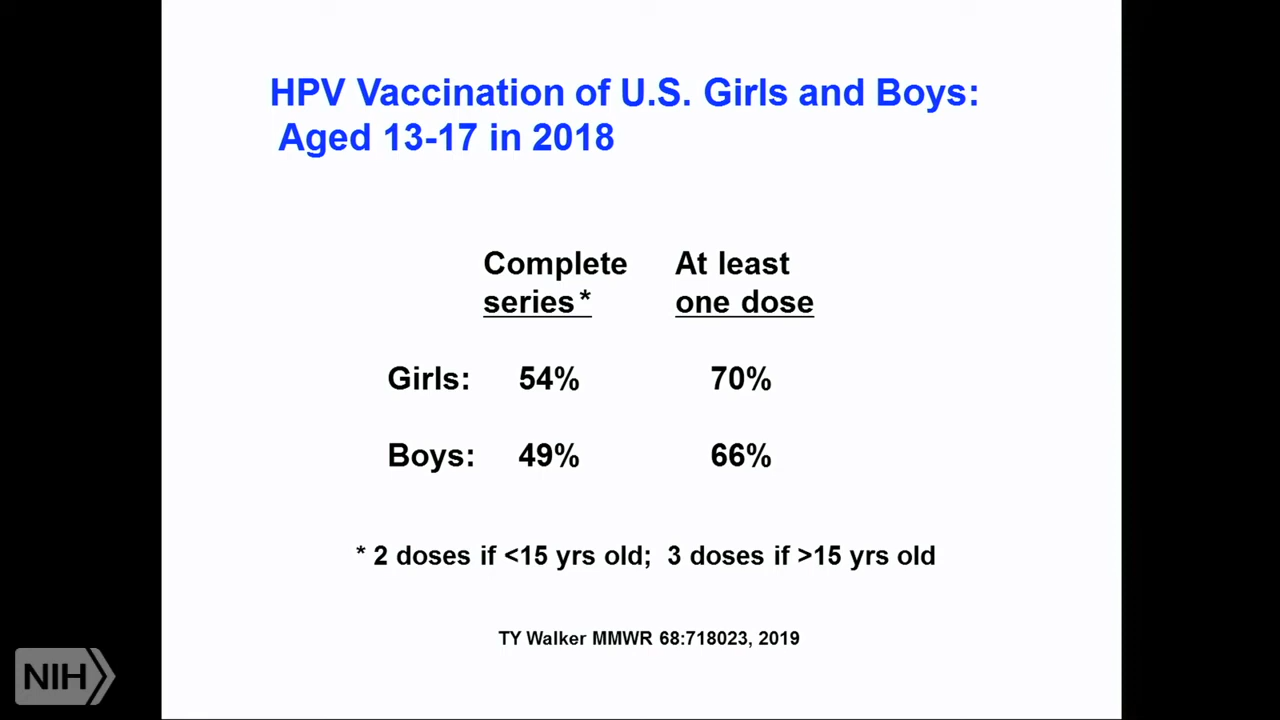 HPV Vaccination of U.S. Girls and Boys:
Aged 13-17 in 2018
Complete At least
series* one dose
Girls: 54% 70%
Boys: 49% 66%
* 2 doses if <15 yrs old; 3 doses if >15 yrs old
TY Walker MMWR 68:718023, 2019
NIH